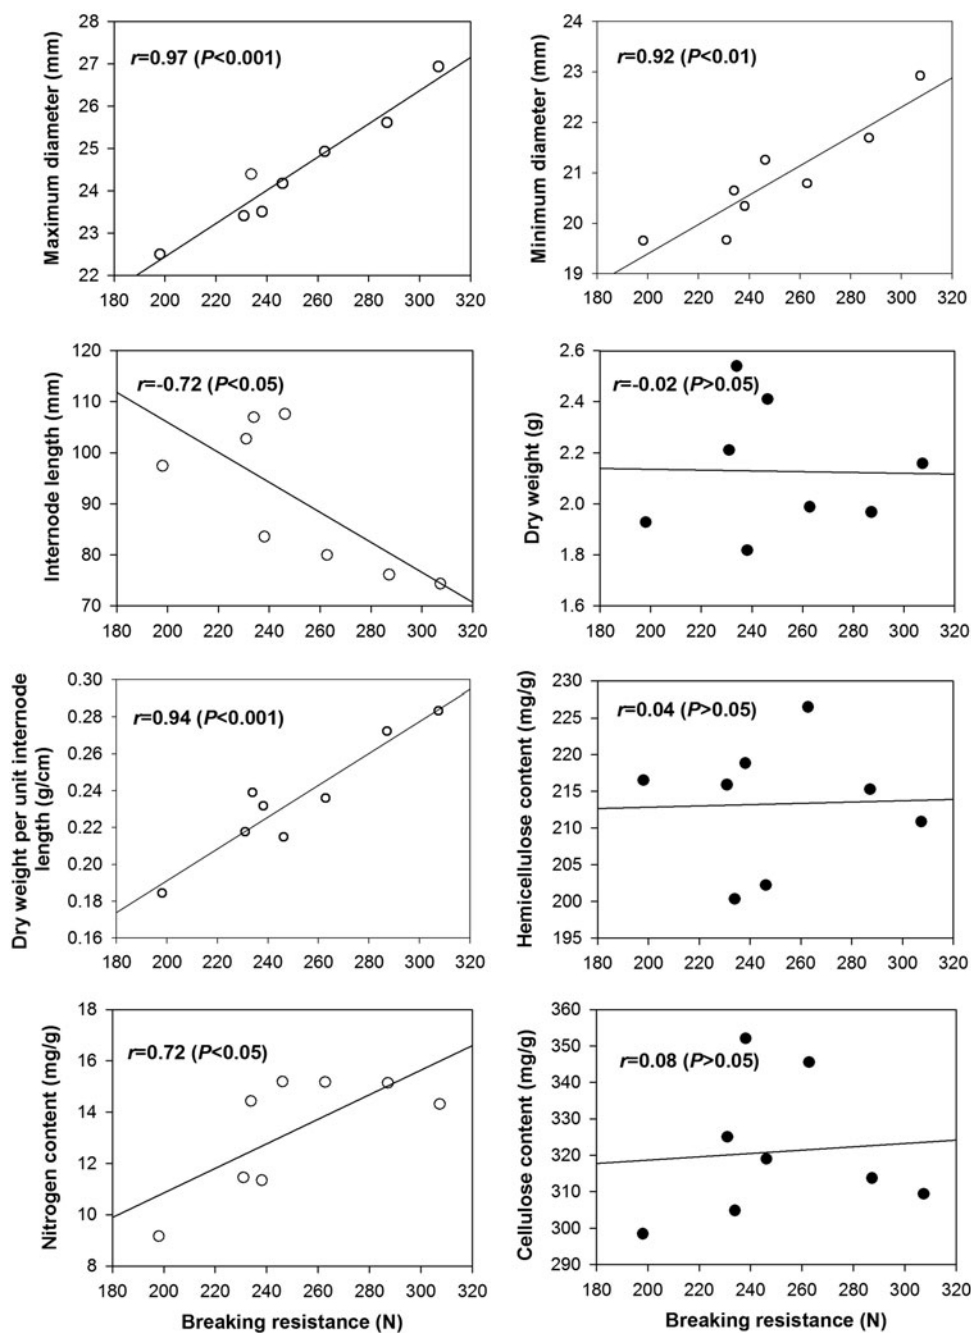 Maximum diameter (mm)
28
27
26
25
24
23
22
r=0.97 (P<0.001)
180 200 220 240 260 280 300 320
Minimum diameter (mm)
24
23
22
21
20
19
r=0.92 (P<0.01)
180 200 220 240 260 280 300 320
Internode length (mm)
120
110
100
90
80
70
r=-0.72 (P<0.05)
180 200 220 240 260 280 300 320
Dry weight (g)
2.6
2.4
2.2
2.0
1.8
1.6
r=-0.02 (P>0.05)
180 200 220 240 260 280 300 320
Dry weight per unit internode
length (g/cm)
0.30
0.28
0.26
0.24
0.22
0.20
0.18
0.16
r=0.94 (P<0.001)
180 200 220 240 260 280 300 320
Hemicellulose content (mg/g)
230
225
220
215
210
205
200
195
r=0.04 (P>0.05)
180 200 220 240 260 280 300 320
Nitrogen content (mg/g)
18
16
14
12
10
8
r=0.72 (P<0.05)
180 200 220 240 260 280 300 320
Breaking resistance (N)
Cellulose content (mg/g)
360
350
340
330
320
310
300
290
r=0.08 (P>0.05)
180 200 220 240 260 280 300 320
Breaking resistance (N)